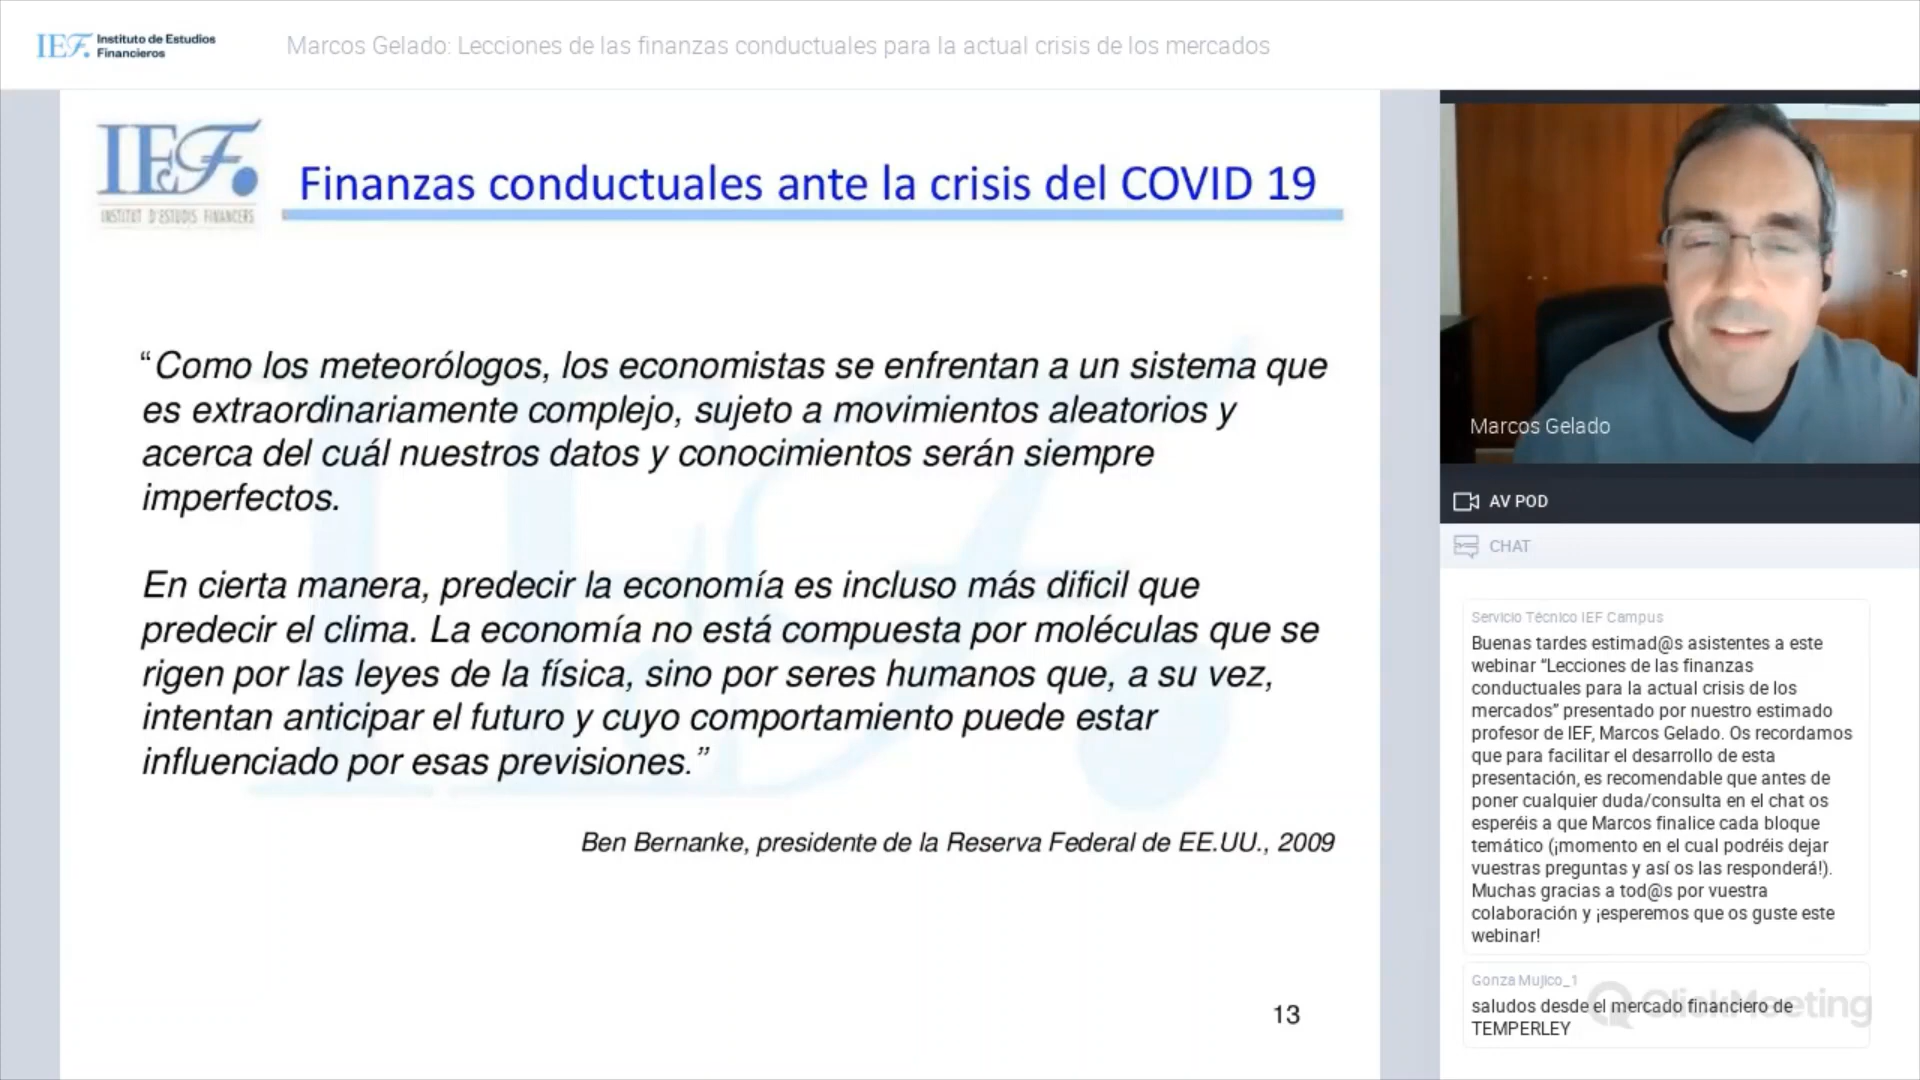 IEF. Instituto de Estudios
Financieros
Marcos Gelado: Lecciones de las finanzas conductuales para la actual crisis de los mercados
IEF.
INSTITUT D'ESTUDIS FINANCERS
Finanzas conductuales ante la crisis del COVID 19
“Como los meteorólogos, los economistas se enfrentan a un sistema que
es extraordinariamente complejo, sujeto a movimientos aleatorios y
acerca del cuál nuestros datos y conocimientos serán siempre
imperfectos.
En cierta manera, predecir la economía es incluso más dificil que
predecir el clima. La economía no está compuesta por moléculas que se
rigen por las leyes de la física, sino por seres humanos que, a su vez,
intentan anticipar el futuro y cuyo comportamiento puede estar
influenciado por esas previsiones.”
Ben Bernanke, presidente de la Reserva Federal de EE.UU., 2009
13
Marcos Gelado
AV POD
CHAT
Servicio Técnico IEF Campus
Buenas tardes estimad@s asistentes a este
webinar “Lecciones de las finanzas
conductuales para la actual crisis de los
mercados” presentado por nuestro estimado
profesor de IEF, Marcos Gelado. Os recordamos
que para facilitar el desarrollo de esta
presentación, es recomendable que antes de
poner cualquier duda/consulta en el chat os
esperéis a que Marcos finalice cada bloque
temático (¡momento en el cual podréis dejar
vuestras preguntas y así os las responderá!).
Muchas gracias a tod@s por vuestra
colaboración y ¡esperemos que os guste este
webinar!
Gonza Mujico_1
saludos desde el mercado financiero de
TEMPERLEY
ClickMeeting